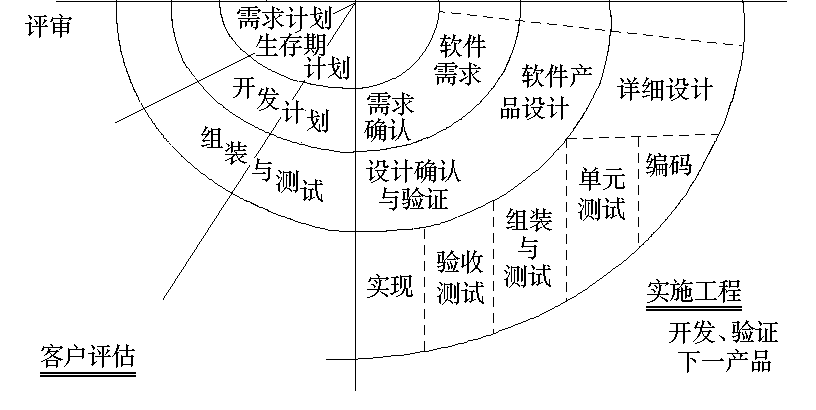 评审
需求计划
生存期
计划
开发计划
组装与测试
软件
需求
需求
确认
软件产
品设计
设计确认
与验证
详细设计
编码
单元
测试
组装
与
测试
验收
测试
实现
实施工程
开发、验证
下一产品
客户评估